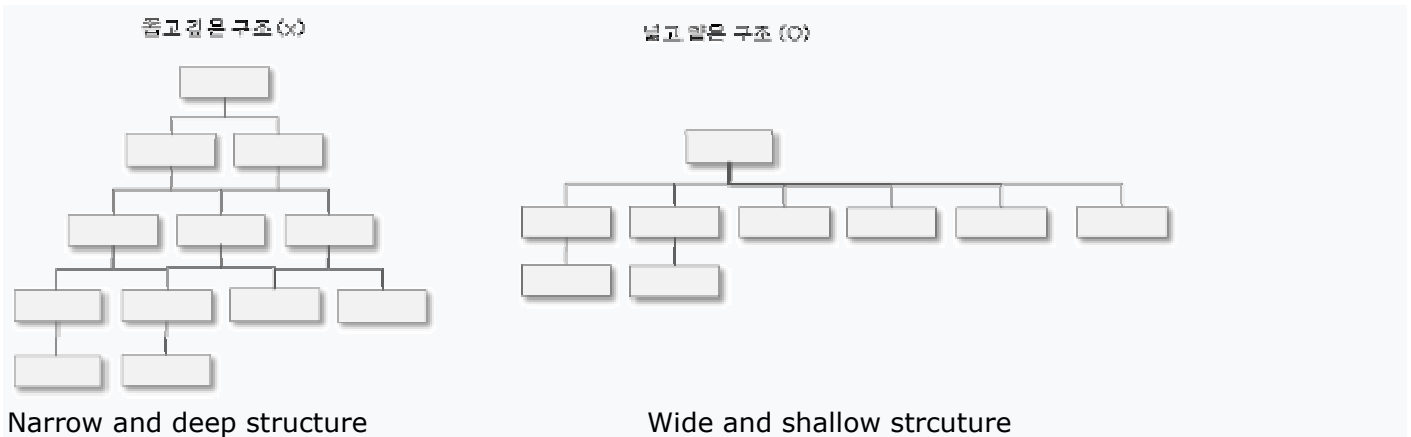 좁고 깊은 구조 (x)
넓고 얕은 구조 (O)
Narrow and deep structure
Wide and shallow strcuture